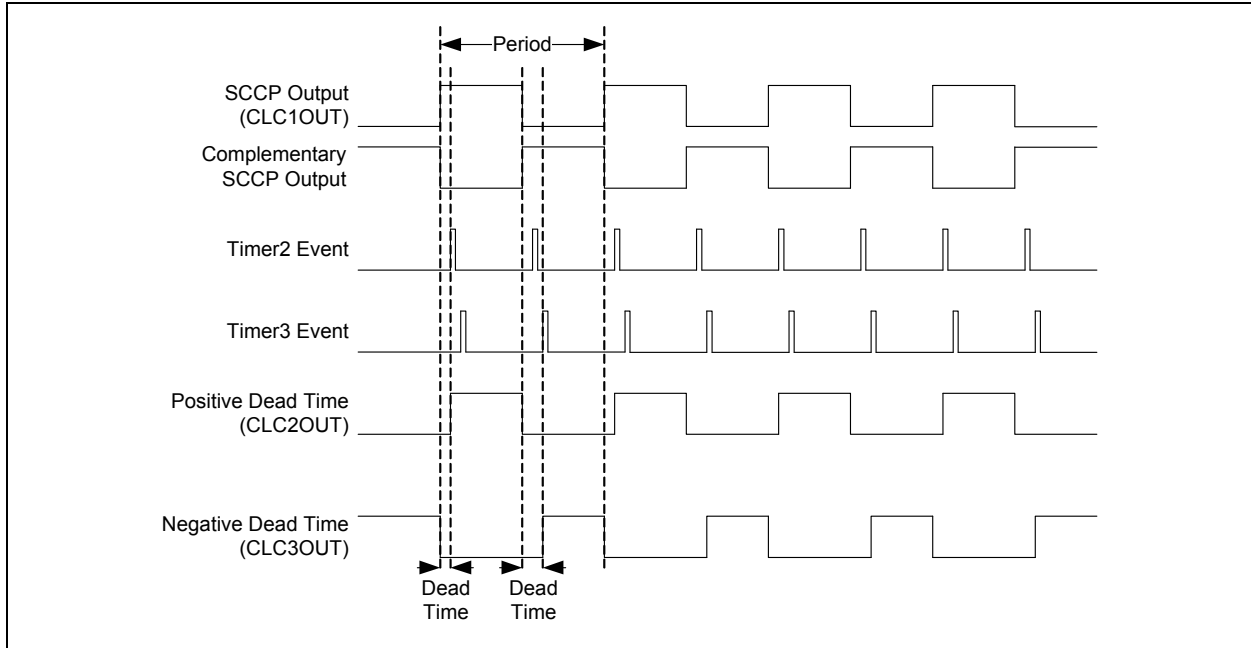 Period
SCCP Output
(CLC1OUT)
Complementary
SCCP Output
Timer2 Event
Timer3 Event
Positive Dead Time
(CLC2OUT)
Negative Dead Time
(CLC3OUT)
Dead
Time
Dead
Time